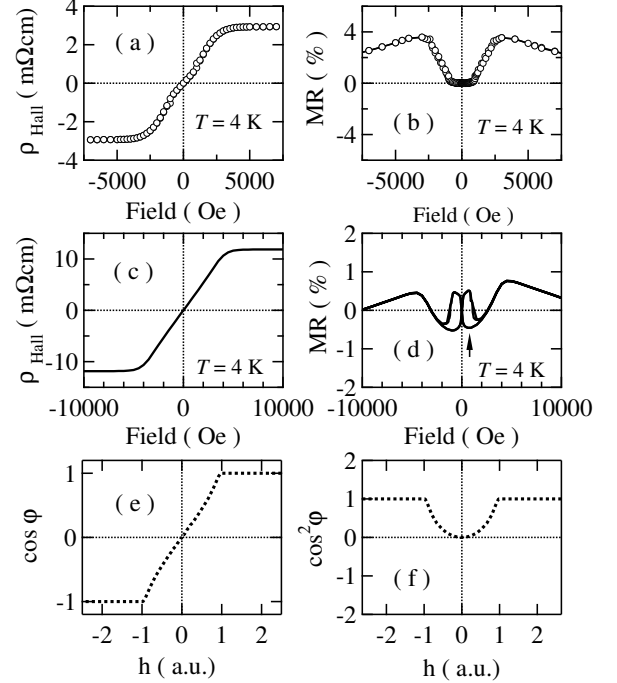 4
2
0
-2
-4
ρ Hall ( mΩcm)
( a )
T = 4 K
-5000 0 5000
Field ( Oe )
4
0
-4
MR ( % )
( b )
T = 4 K
-5000 0 5000
Field ( Oe )
10
0
-10
ρ Hall ( mΩcm)
( c )
T = 4 K
-10000 0 10000
Field ( Oe )
2
1
0
-1
-2
MR ( % )
( d )
T = 4 K
-10000 0 10000
Field ( Oe )
1
0
-1
cos φ
( e )
-2 -1 0 1 2
h ( a.u.)
2
1
0
-1
-2
cos²φ
( f )
-2 -1 0 1 2
h ( a.u.)